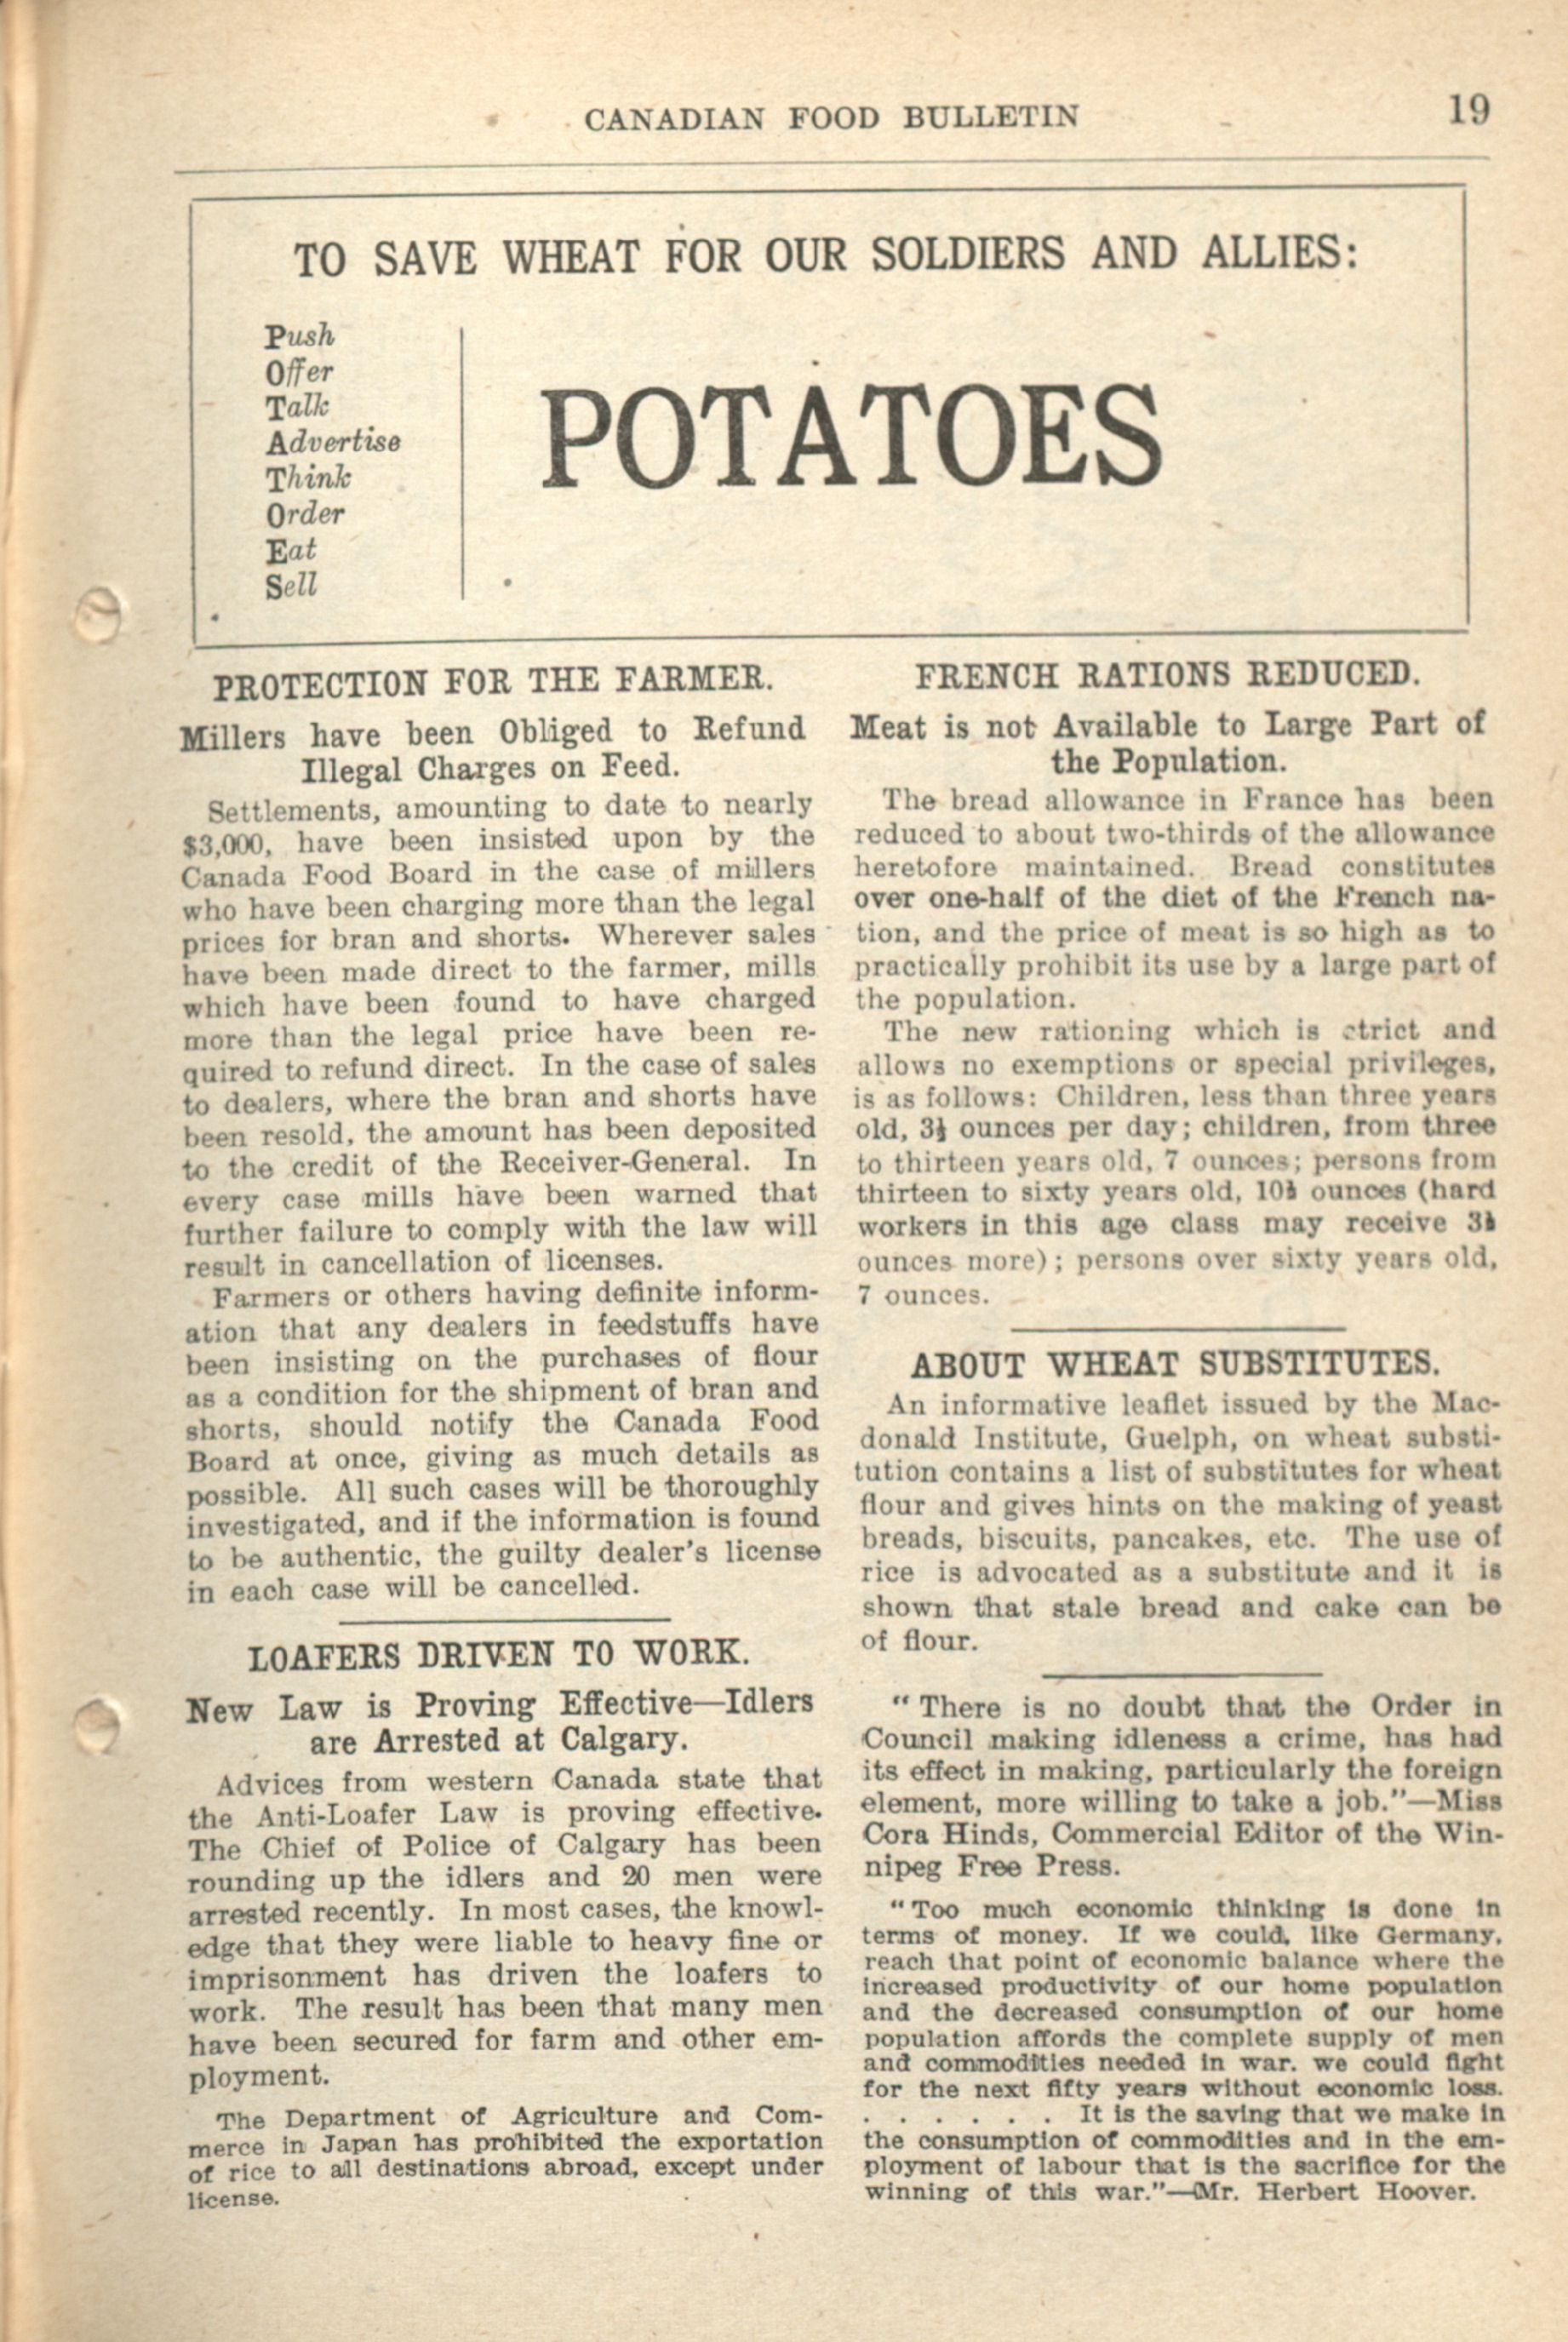 CANADIAN FOOD BULLETIN
19
TO SAVE WHEAT FOR OUR SOLDIERS AND ALLIES:
Push
Offer
Talk
Advertise
Think
Order
Eat
Sell
POTATOES
PROTECTION FOR THE FARMER.
Millers have been Obliged to Refund
Illegal Charges on Feed.
Settlements, amounting to date to nearly
$3,000, have been insisted upon by the
Canada Food Board in the case of millers
who have been charging more than the legal
prices for bran and shorts. Wherever sales
have been made direct to the farmer, mills
which have been found to have charged
more than the legal price have been re-
quired to refund direct. In the case of sales
to dealers, where the bran and shorts have
been resold, the amount has been deposited
to the credit of the Receiver-General. In
every case mills have been warned that
further failure to comply with the law will
result in cancellation of licenses.
Farmers or others having definite inform-
ation that any dealers in feedstuffs have
been insisting on the purchases of flour
as a condition for the shipment of bran and
shorts, should notify the Canada Food
Board at once, giving as much details as
possible. All such cases will be thoroughly
investigated, and if the information is found
to be authentic, the guilty dealer's license
in each case will be cancelled.
LOAFERS DRIVEN TO WORK.
New Law is Proving Effective—Idlers
are Arrested at Calgary.
Advices from western Canada state that
the Anti-Loafer Law is proving effective.
The Chief of Police of Calgary has been
rounding up the idlers and 20 men were
arrested recently. In most cases, the knowl-
edge that they were liable to heavy fine or
imprisonment has driven the loafers to
work. The result has been that many men
have been secured for farm and other em-
ployment.
The Department of Agriculture and Com-
merce in Japan has prohibited the exportation
of rice to all destinations abroad, except under
license.
FRENCH RATIONS REDUCED.
Meat is not Available to Large Part of
the Population.
The bread allowance in France has been
reduced to about two-thirds of the allowance
heretofore maintained. Bread constitutes
over one-half of the diet of the French na-
tion, and the price of meat is so high as to
practically prohibit its use by a large part of
the population.
The new rationing which is strict and
allows no exemptions or special privileges,
is as follows: Children, less than three years
old, 3½ ounces per day; children, from three
to thirteen years old, 7 ounces; persons from
thirteen to sixty years old, 10½ ounces (hard
workers in this age class may receive 3½
ounces more); persons over sixty years old,
7 ounces.
ABOUT WHEAT SUBSTITUTES.
An informative leaflet issued by the Mac-
donald Institute, Guelph, on wheat substi-
tution contains a list of substitutes for wheat
flour and gives hints on the making of yeast
breads, biscuits, pancakes, etc. The use of
rice is advocated as a substitute and it is
shown that stale bread and cake can be
of flour.
"There is no doubt that the Order in
Council making idleness a crime, has had
its effect in making, particularly the foreign
element, more willing to take a job."—Miss
Cora Hinds, Commercial Editor of the Win-
nipeg Free Press.
"Too much economic thinking is done in
terms of money. If we could, like Germany,
reach that point of economic balance where the
increased productivity of our home population
and the decreased consumption of our home
population affords the complete supply of men
and commodities needed in war. we could fight
for the next fifty years without economic loss.
. . . . . . . It is the saving that we make in
the consumption of commodities and in the em-
ployment of labour that is the sacrifice for the
winning of this war."—Mr. Herbert Hoover.